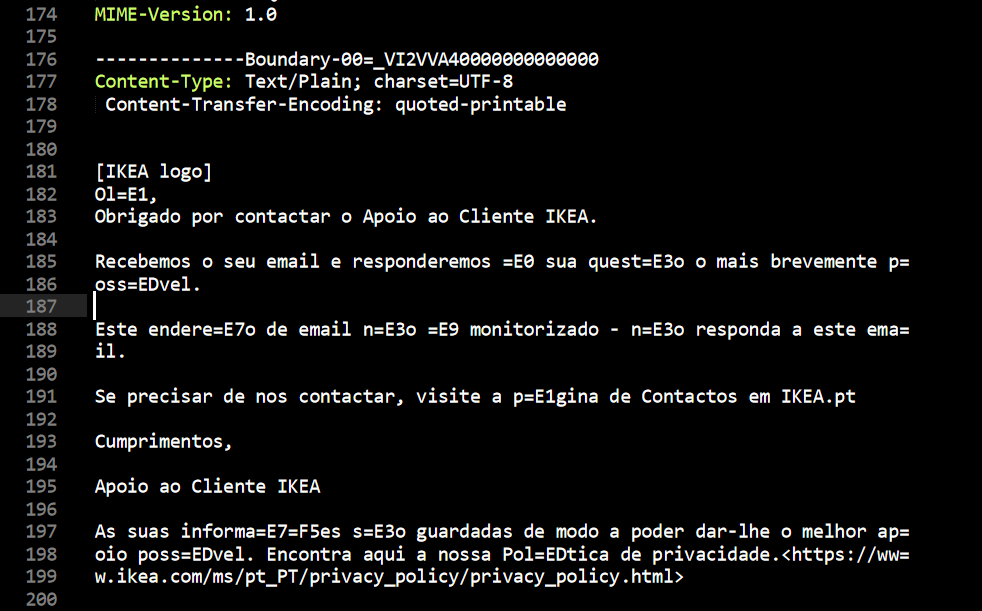 174 MIME-Version: 1.0
175
176 --------------Boundary-00=_VI2VVA40000000000000
177 Content-Type: Text/Plain; charset=UTF-8
178 Content-Transfer-Encoding: quoted-printable
179
180
181 [IKEA logo]
182 Ol=E1,
183 Obrigado por contactar o Apoio ao Cliente IKEA.
184
185 Recebemos o seu email e responderemos =E0 sua quest=E3o o mais brevemente p=
186 oss=EDvel.
187
188 Este endere=E7o de email n=E3o =E9 monitorizado - n=E3o responda a este ema=
189 il.
190
191 Se precisar de nos contactar, visite a p=E1gina de Contactos em IKEA.pt
192
193 Cumprimentos,
194
195 Apoio ao Cliente IKEA
196
197 As suas informa=E7=F5es s=E3o guardadas de modo a poder dar-lhe o melhor ap=
198 oio poss=EDvel. Encontra aqui a nossa Pol=EDtica de privacidade.<https://ww=
199 w.ikea.com/ms/pt_PT/privacy_policy/privacy_policy.html>
200